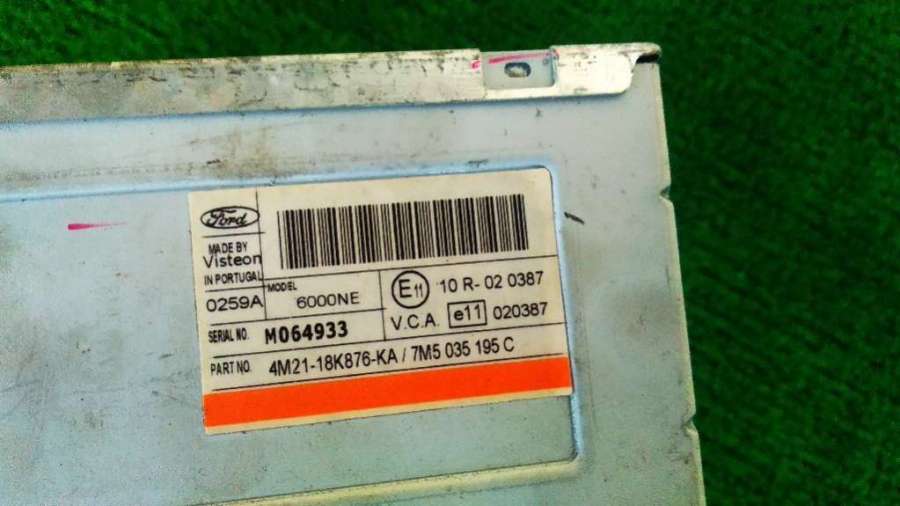 Ford
MADE BY
Visteon
IN PORTUGAL
0259A
MODEL
6000NE
E11
10 R- 02 0387
V.C.A.
e11
020387
SERIAL NO. M064933
PART NO. 4M21-18K876-KA / 7M5 035 195 C